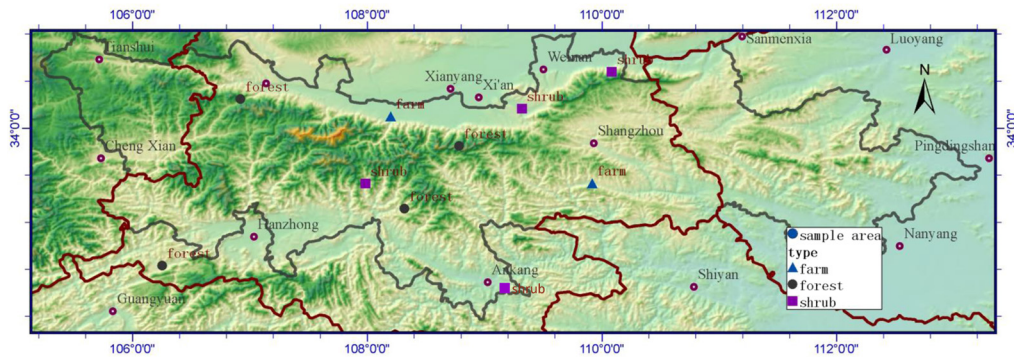 106°0'0" 108°0'0" 110°0'0" 112°0'0"
Tianshui Sanmenxia Luoyang
Weinan shrub
forest Xianyang Xi'an N
farm shrub
34°0'0" forest Shangzhou 34°0'0"
Cheng Xian Pingdingshan
shrub farm
forest
Hanzhong Nanyang
sample area
forest type
Ankang Shiyan farm
shrub forest
Guangyuan shrub
106°0'0" 108°0'0" 110°0'0" 112°0'0"